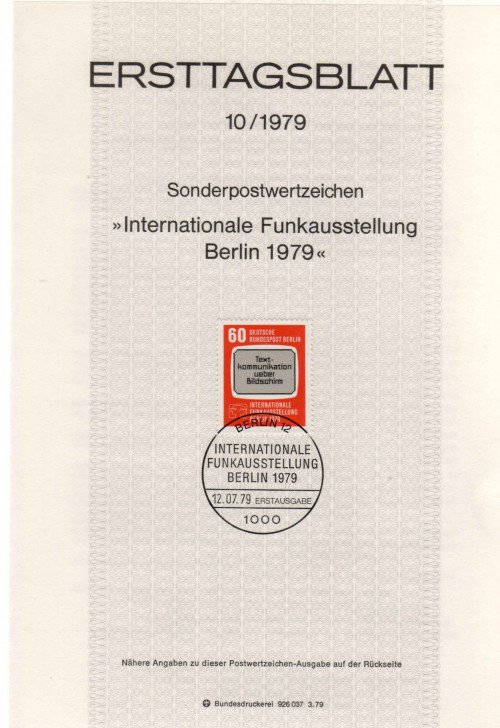 ERSTTAGSBLATT
10/1979
Sonderpostwertzeichen
»Internationale Funkausstellung
Berlin 1979«
60 DEUTSCHE
BUNDESPOST BERLIN
Text-
kommunikation
ueber
Bildschirm
INTERNATIONALE
FUNKAUSSTELLUNG
BERLIN 12
INTERNATIONALE
FUNKAUSSTELLUNG
BERLIN 1979
12.07.79 ERSTAUSGABE
1000
Nähere Angaben zu dieser Postwertzeichen-Ausgabe auf der Rückseite
Bundesdruckerei 926 037 3.79